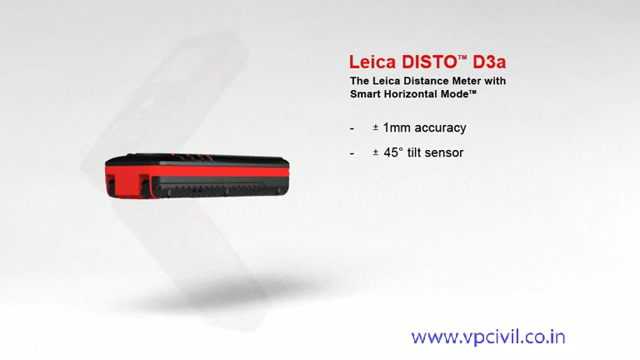 Leica DISTO™ D3a
The Leica Distance Meter with
Smart Horizontal Mode™
- ± 1mm accuracy
- ± 45° tilt sensor
www.vpcivil.co.in